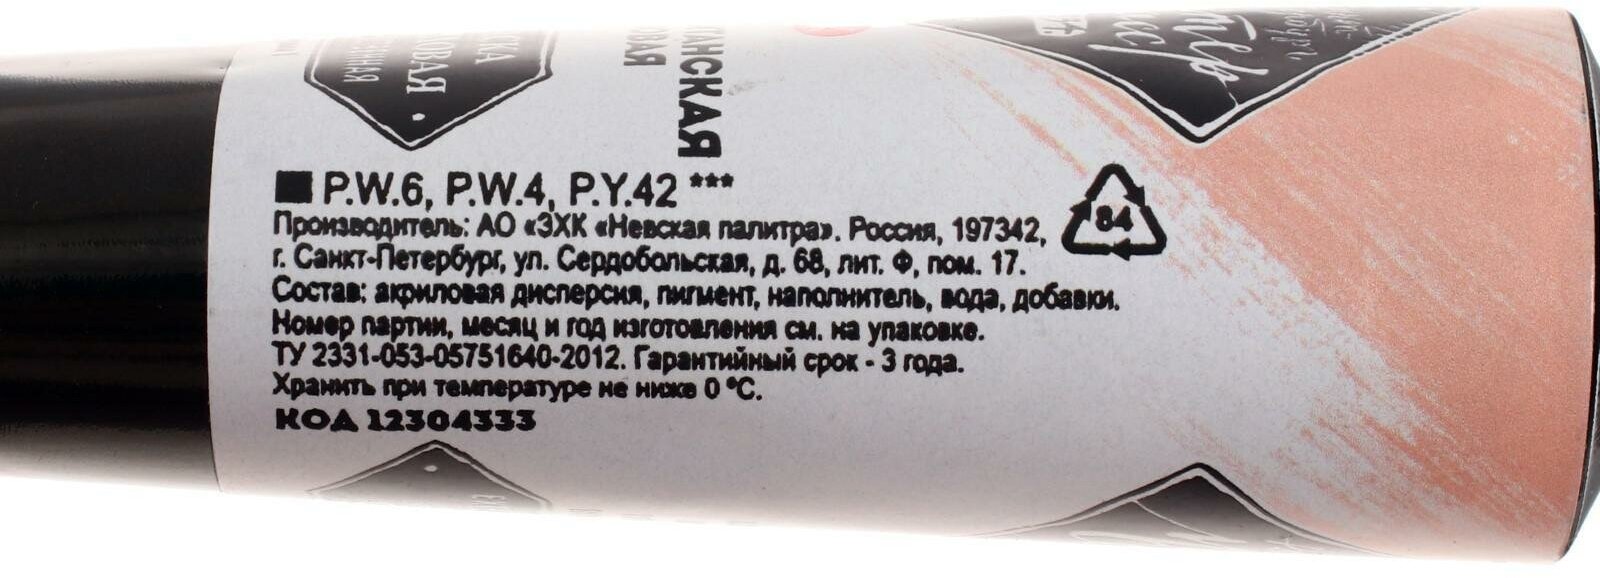 ■ P.W.6, P.W.4, P.Y.42 ***
Производитель: АО «ЗХК «Невская палитра». Россия, 197342,
г. Санкт-Петербург, ул. Сердобольская, д. 68, лит. Ф, пом. 17.
Состав: акриловая дисперсия, пигмент, наполнитель, вода, добавки.
Номер партии, месяц и год изготовления см. на упаковке.
ТУ 2331-053-05751640-2012. Гарантийный срок - 3 года.
Хранить при температуре не ниже 0 °С.
КОД 12304333
84